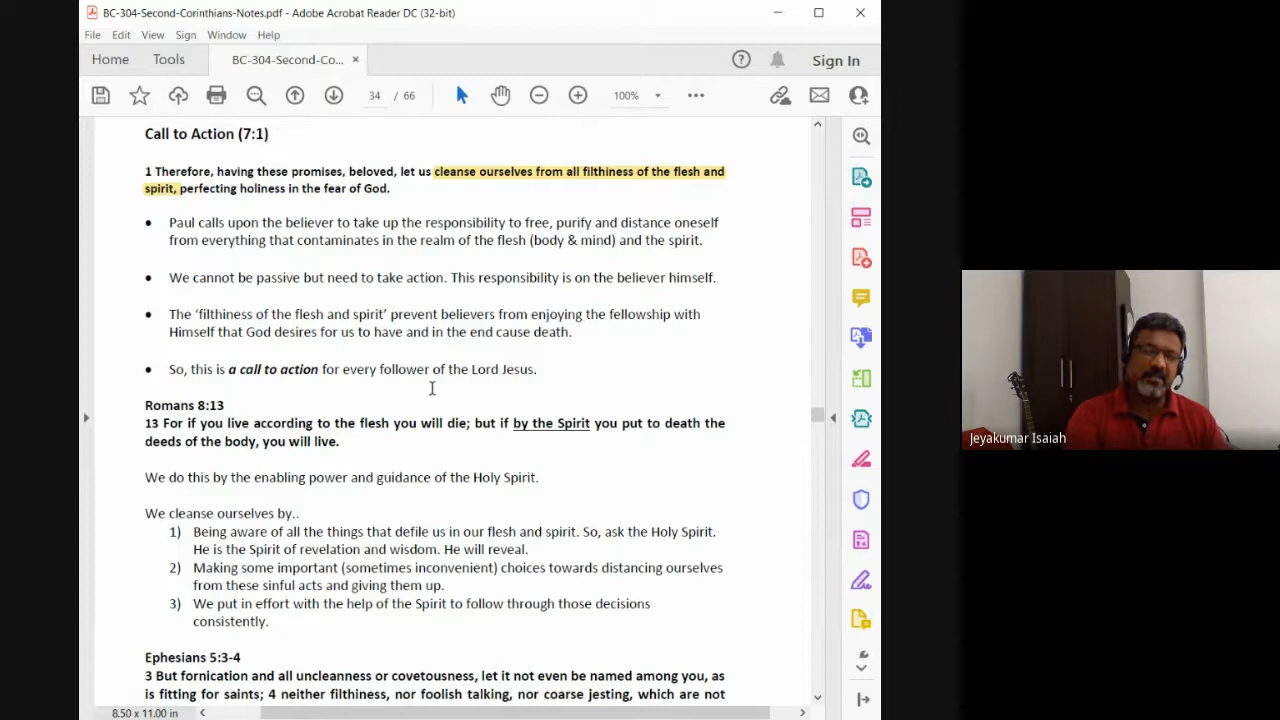 BC-304-Second-Corinthians-Notes.pdf - Adobe Acrobat Reader DC (32-bit)
File Edit View Sign Window Help
Home Tools BC-304-Second-Co... × Sign In
34 / 66 100%
Call to Action (7:1)
1 Therefore, having these promises, beloved, let us cleanse ourselves from all filthiness of the flesh and
spirit, perfecting holiness in the fear of God.
• Paul calls upon the believer to take up the responsibility to free, purify and distance oneself
from everything that contaminates in the realm of the flesh (body & mind) and the spirit.
• We cannot be passive but need to take action. This responsibility is on the believer himself.
• The ‘filthiness of the flesh and spirit’ prevent believers from enjoying the fellowship with
Himself that God desires for us to have and in the end cause death.
• So, this is a call to action for every follower of the Lord Jesus.
Romans 8:13
13 For if you live according to the flesh you will die; but if by the Spirit you put to death the
deeds of the body, you will live.
We do this by the enabling power and guidance of the Holy Spirit.
We cleanse ourselves by..
1) Being aware of all the things that defile us in our flesh and spirit. So, ask the Holy Spirit.
He is the Spirit of revelation and wisdom. He will reveal.
2) Making some important (sometimes inconvenient) choices towards distancing ourselves
from these sinful acts and giving them up.
3) We put in effort with the help of the Spirit to follow through those decisions
consistently.
Ephesians 5:3-4
3 But fornication and all uncleanness or covetousness, let it not even be named among you, as
is fitting for saints; 4 neither filthiness, nor foolish talking, nor coarse jesting, which are not
8.50 x 11.00 in
Jeyakumar Isaiah